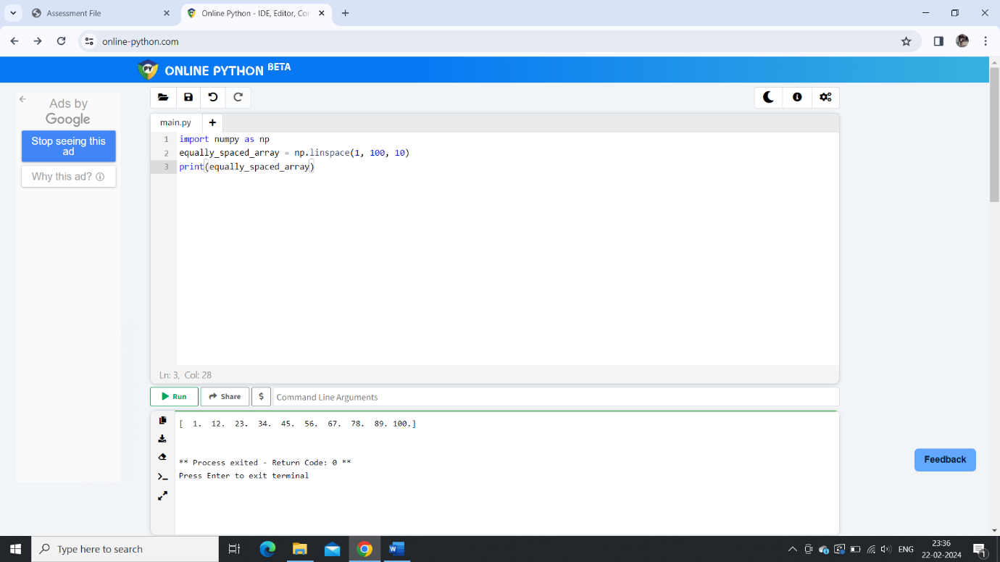 Assessment File
Online Python - IDE, Editor, Con
online-python.com
PY ONLINE PYTHON BETA
Ads by
Google
Stop seeing this
ad
Why this ad?
main.py
1 import numpy as np
2 equally_spaced_array = np.linspace(1, 100, 10)
3 print(equally_spaced_array)
Ln: 3, Col: 28
Run Share $ Command Line Arguments
[  1.  12.  23.  34.  45.  56.  67.  78.  89. 100.]
** Process exited - Return Code: 0 **
Press Enter to exit terminal
Feedback
Type here to search
ENG
23:36
22-02-2024
1